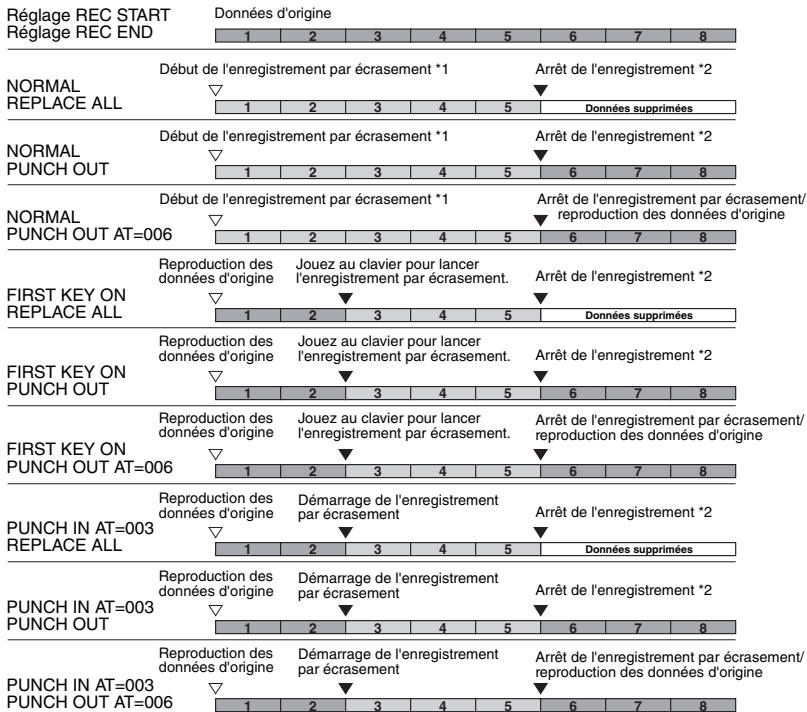 Réglage REC START
Réglage REC END
Données d'origine
1 2 3 4 5 6 7 8
NORMAL
REPLACE ALL
Début de l'enregistrement par écrasement *1
Arrêt de l'enregistrement *2
1 2 3 4 5 Données supprimées
NORMAL
PUNCH OUT
Début de l'enregistrement par écrasement *1
Arrêt de l'enregistrement *2
1 2 3 4 5 6 7 8
NORMAL
PUNCH OUT AT=006
Début de l'enregistrement par écrasement *1
Arrêt de l'enregistrement par écrasement/
reproduction des données d'origine
1 2 3 4 5 6 7 8
FIRST KEY ON
REPLACE ALL
Reproduction des
données d'origine
Jouez au clavier pour lancer
l'enregistrement par écrasement.
Arrêt de l'enregistrement *2
1 2 3 4 5 Données supprimées
FIRST KEY ON
PUNCH OUT
Reproduction des
données d'origine
Jouez au clavier pour lancer
l'enregistrement par écrasement.
Arrêt de l'enregistrement *2
1 2 3 4 5 6 7 8
FIRST KEY ON
PUNCH OUT AT=006
Reproduction des
données d'origine
Jouez au clavier pour lancer
l'enregistrement par écrasement.
Arrêt de l'enregistrement par écrasement/
reproduction des données d'origine
1 2 3 4 5 6 7 8
PUNCH IN AT=003
REPLACE ALL
Reproduction des
données d'origine
Démarrage de l'enregistrement
par écrasement
Arrêt de l'enregistrement *2
1 2 3 4 5 Données supprimées
PUNCH IN AT=003
PUNCH OUT
Reproduction des
données d'origine
Démarrage de l'enregistrement
par écrasement
Arrêt de l'enregistrement *2
1 2 3 4 5 6 7 8
PUNCH IN AT=003
PUNCH OUT AT=006
Reproduction des
données d'origine
Démarrage de l'enregistrement
par écrasement
Arrêt de l'enregistrement par écrasement/
reproduction des données d'origine
1 2 3 4 5 6 7 8